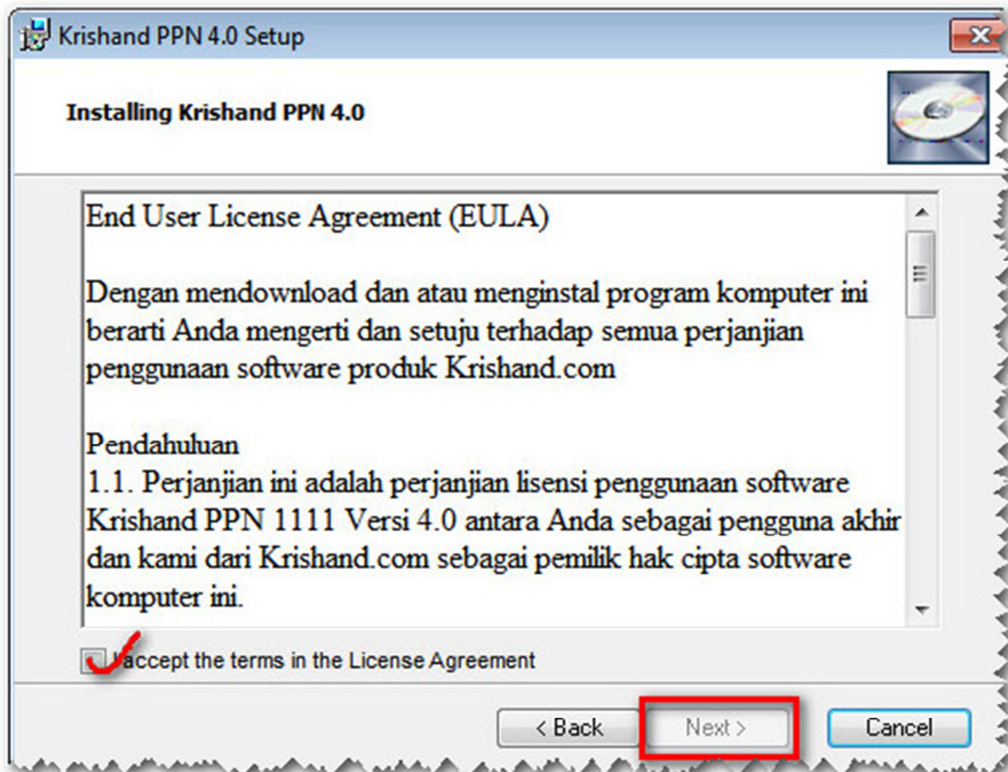 Krishand PPN 4.0 Setup
Installing Krishand PPN 4.0
End User License Agreement (EULA)
Dengan mendownload dan atau menginstal program komputer ini
berarti Anda mengerti dan setuju terhadap semua perjanjian
penggunaan software produk Krishand.com
Pendahuluan
1.1. Perjanjian ini adalah perjanjian lisensi penggunaan software
Krishand PPN 1111 Versi 4.0 antara Anda sebagai pengguna akhir
dan kami dari Krishand.com sebagai pemilik hak cipta software
komputer ini.
I accept the terms in the License Agreement
< Back Next > Cancel